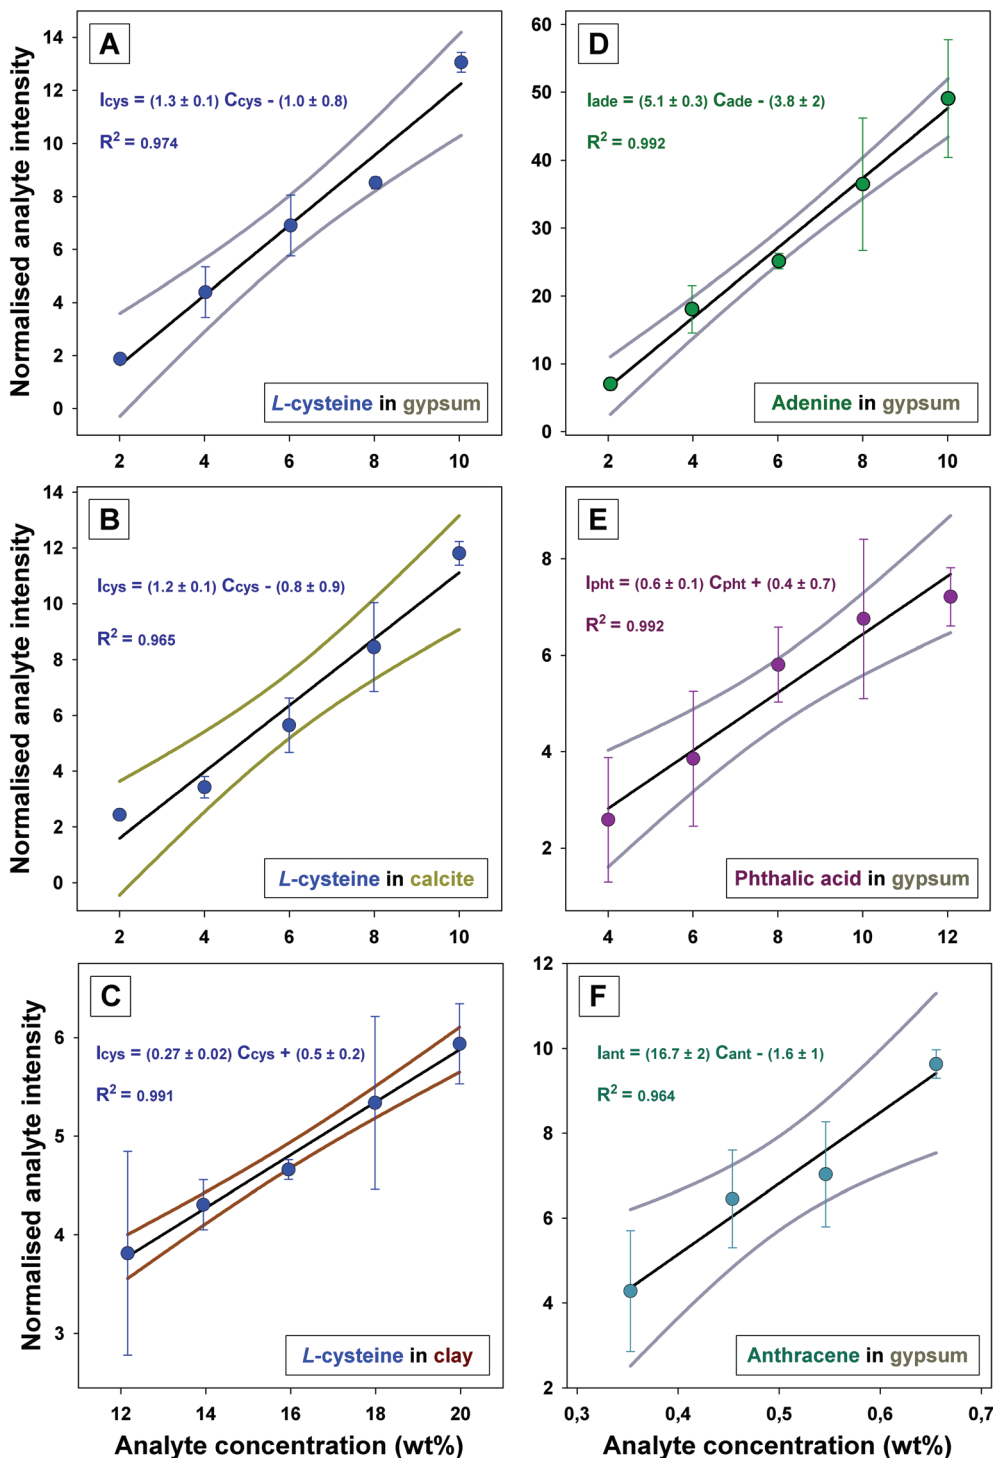 A
Normalised analyte intensity
Icys = (1.3 ± 0.1) Ccys - (1.0 ± 0.8)
R² = 0.974
14
12
10
8
6
4
2
0
L-cysteine in gypsum
2 4 6 8 10
D
Iade = (5.1 ± 0.3) Cade - (3.8 ± 2)
R² = 0.992
60
50
40
30
20
10
0
Adenine in gypsum
2 4 6 8 10
B
Normalised analyte intensity
Icys = (1.2 ± 0.1) Ccys - (0.8 ± 0.9)
R² = 0.965
14
12
10
8
6
4
2
0
L-cysteine in calcite
2 4 6 8 10
E
Ipht = (0.6 ± 0.1) Cpht + (0.4 ± 0.7)
R² = 0.992
8
6
4
2
Phthalic acid in gypsum
4 6 8 10 12
C
Normalised analyte intensity
Icys = (0.27 ± 0.02) Ccys + (0.5 ± 0.2)
R² = 0.991
6
5
4
3
L-cysteine in clay
12 14 16 18 20
Analyte concentration (wt%)
F
Iant = (16.7 ± 2) Cant - (1.6 ± 1)
R² = 0.964
12
10
8
6
4
2
Anthracene in gypsum
0,3 0,4 0,5 0,6 0,7
Analyte concentration (wt%)